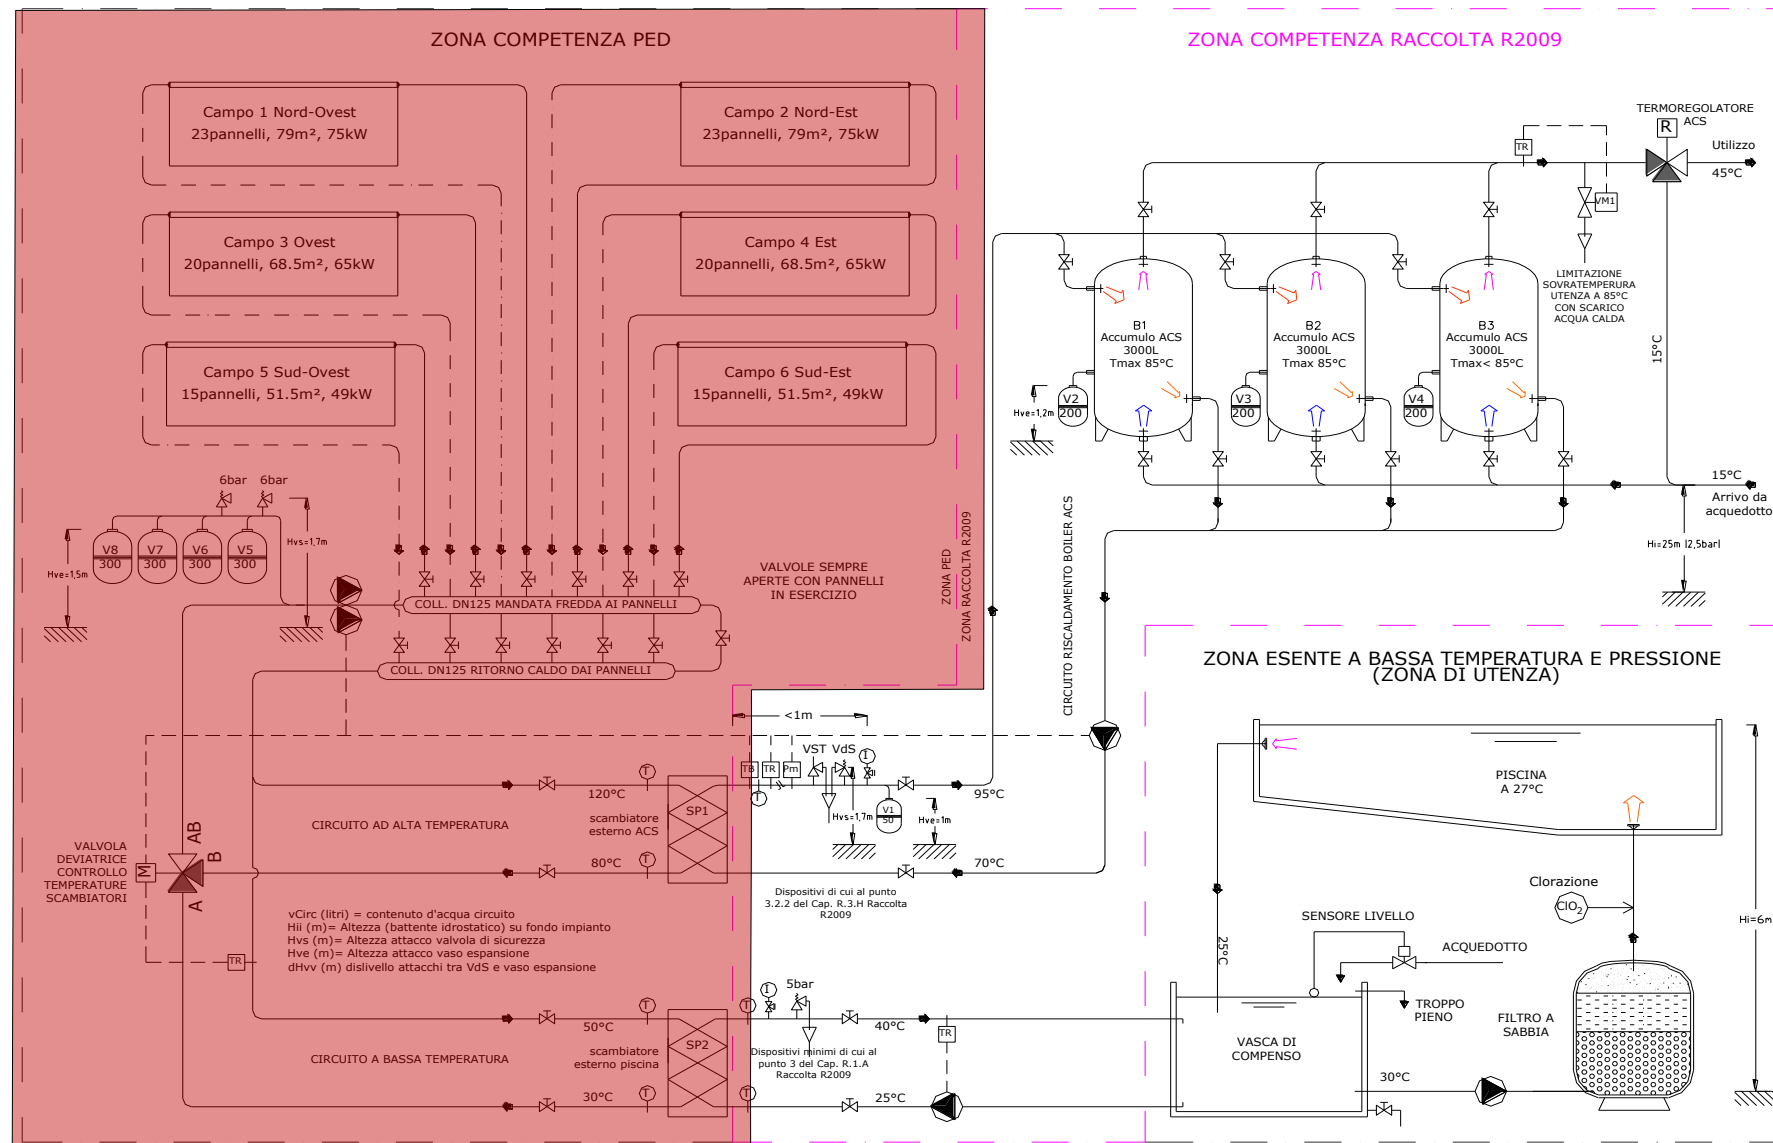 ZONA COMPETENZA PED
ZONA COMPETENZA RACCOLTA R2009
Campo 1 Nord-Ovest
23pannelli, 79m², 75kW
Campo 2 Nord-Est
23pannelli, 79m², 75kW
Campo 3 Ovest
20pannelli, 68.5m², 65kW
Campo 4 Est
20pannelli, 68.5m², 65kW
Campo 5 Sud-Ovest
15pannelli, 51.5m², 49kW
Campo 6 Sud-Est
15pannelli, 51.5m², 49kW
TERMOREGOLATORE
ACS
R
Utilizzo
45°C
TR
VM1
LIMITAZIONE
SOVRATEMPERURA
UTENZA A 85°C
CON SCARICO
ACQUA CALDA
15°C
B1
Accumulo ACS
3000L
Tmax 85°C
B2
Accumulo ACS
3000L
Tmax 85°C
B3
Accumulo ACS
3000L
Tmax< 85°C
V2
200
V3
200
V4
200
Hve=1,2m
15°C
Arrivo da
acquedotto
Hi=25m (2,5bar)
6bar
6bar
V8
300
V7
300
V6
300
V5
300
Hve=1,5m
Hvs=1,7m
COLL. DN125 MANDATA FREDDA AI PANNELLI
COLL. DN125 RITORNO CALDO DAI PANNELLI
VALVOLE SEMPRE
APERTE CON PANNELLI
IN ESERCIZIO
ZONA PED
ZONA RACCOLTA R2009
CIRCUITO RISCALDAMENTO BOILER ACS
ZONA ESENTE A BASSA TEMPERATURA E PRESSIONE
(ZONA DI UTENZA)
<1m
TB
TR
Pm
VST
VdS
I
T
T
120°C
SP1
scambiatore
esterno ACS
95°C
V1
50
Hvs=1,7m
Hve=1m
CIRCUITO AD ALTA TEMPERATURA
T
80°C
70°C
VALVOLA
DEVIATRICE
CONTROLLO
TEMPERATURE
SCAMBIATORI
M
AB
B
A
Dispositivi di cui al punto
3.2.2 del Cap. R.3.H Raccolta
R2009
vCirc (litri) = contenuto d'acqua circuito
Hii (m)= Altezza (battente idrostatico) su fondo impianto
Hvs (m)= Altezza attacco valvola di sicurezza
Hve (m)= Altezza attacco vaso espansione
dHvv (m) dislivello attacchi tra VdS e vaso espansione
TR
PISCINA
A 27°C
Clorazione
ClO2
Hi=6m
SENSORE LIVELLO
ACQUEDOTTO
25°C
TROPPO
PIENO
VASCA DI
COMPENSO
FILTRO A
SABBIA
30°C
I
5bar
T
T
50°C
SP2
scambiatore
esterno piscina
40°C
TR
CIRCUITO A BASSA TEMPERATURA
Dispositivi minimi di cui al
punto 3 del Cap. R.1.A
Raccolta R2009
T
T
30°C
25°C